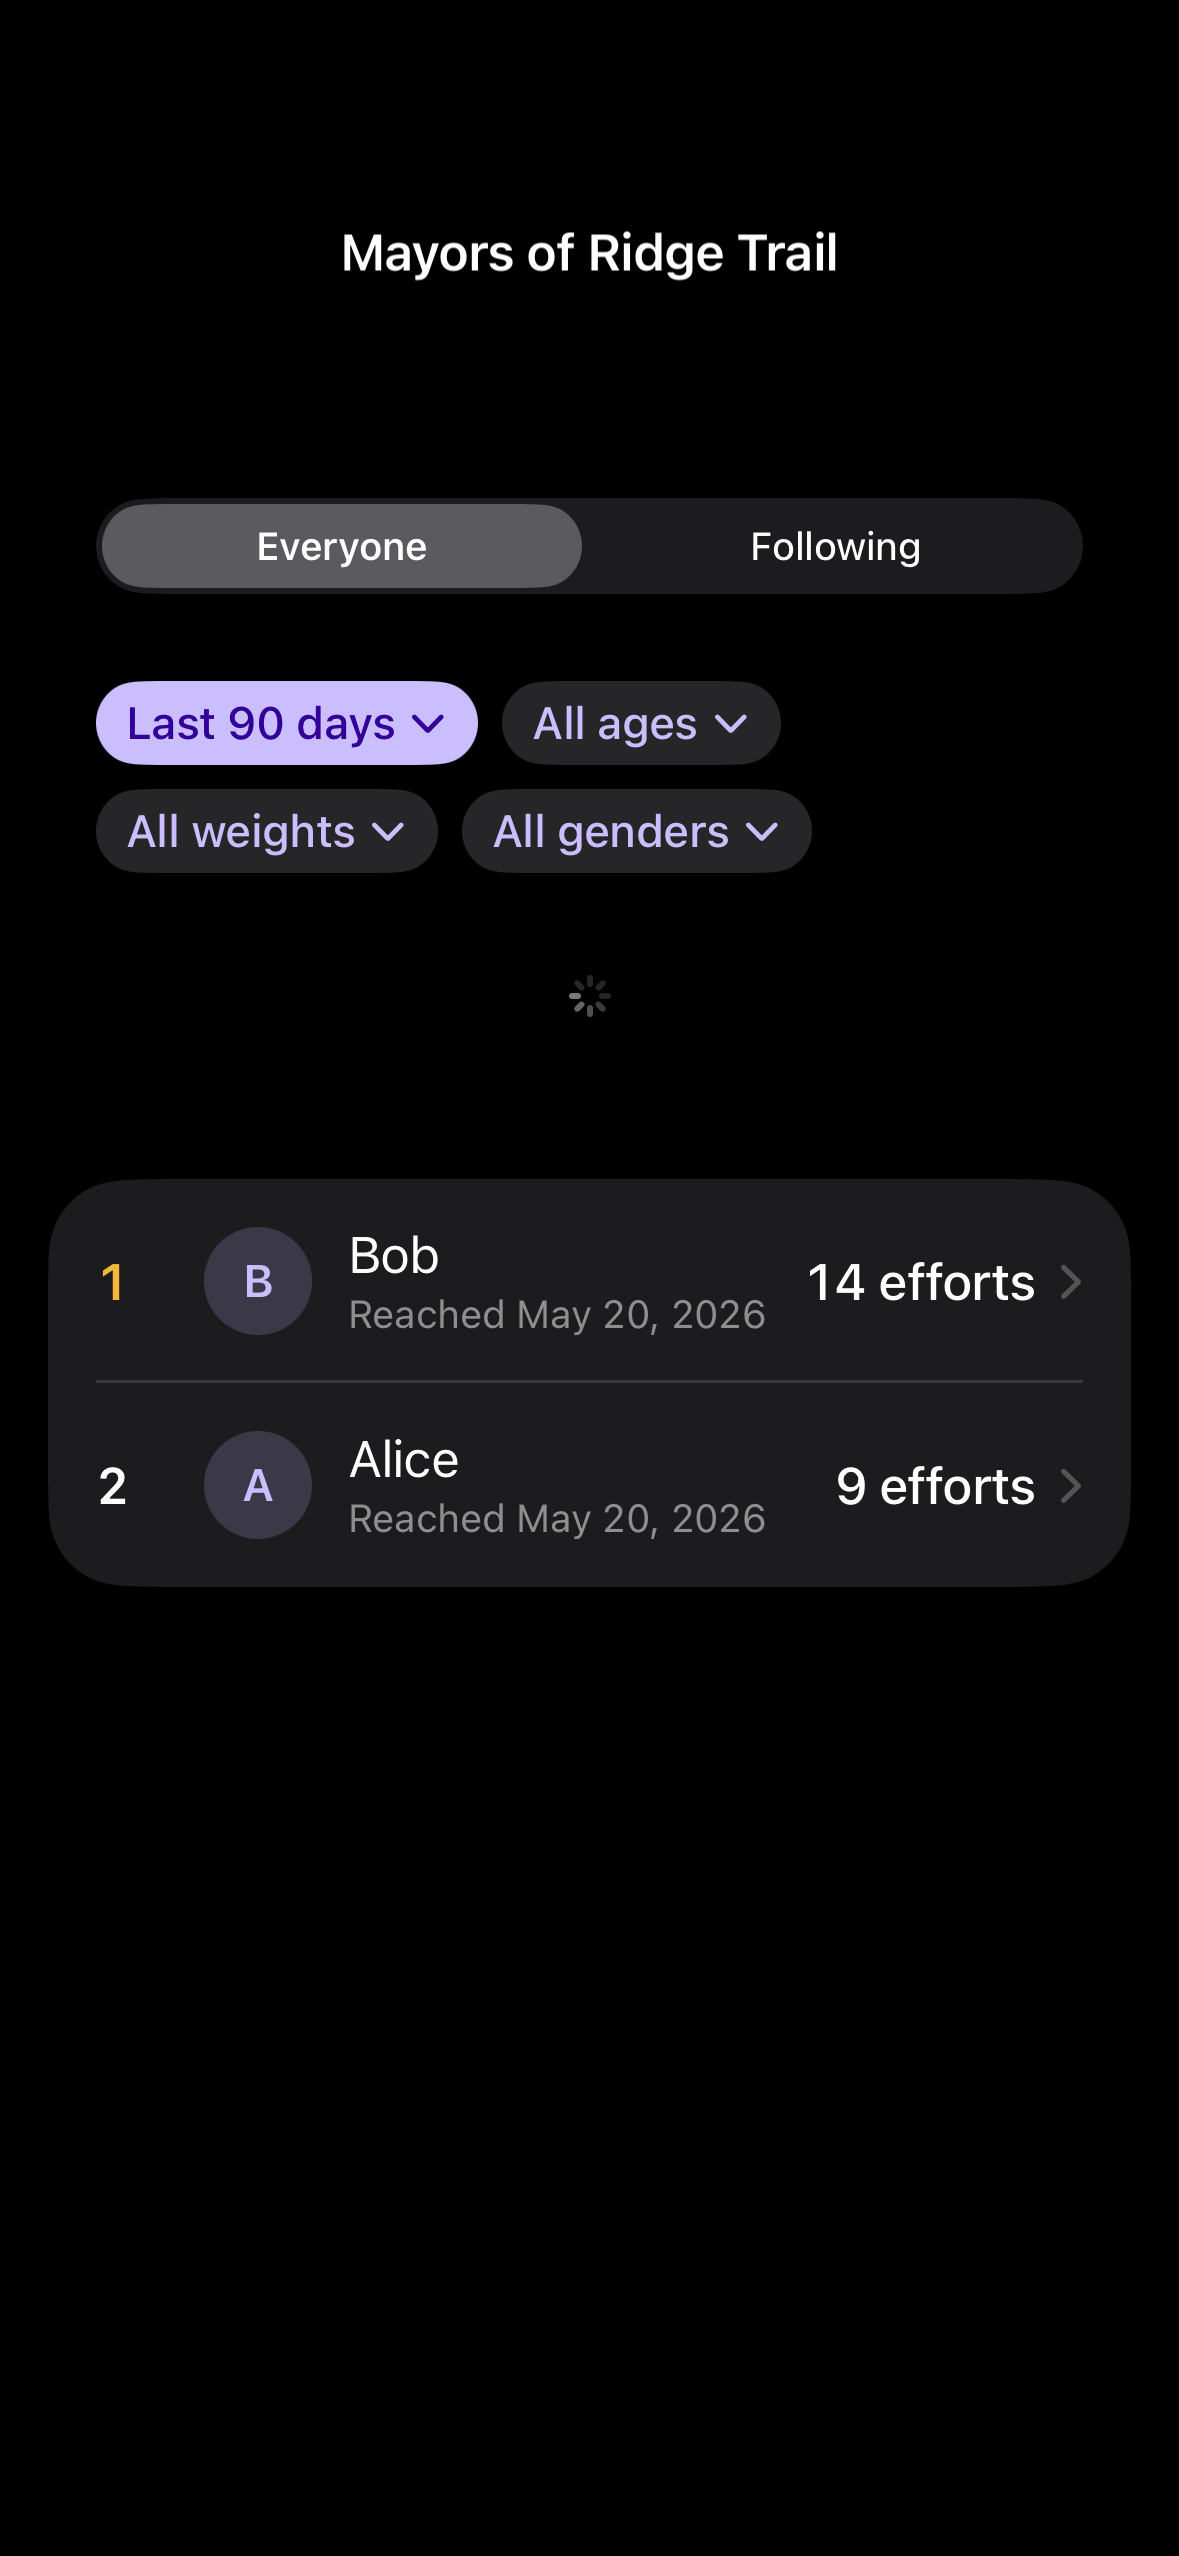 Mayors of Ridge Trail
Everyone Following
Last 90 days All ages
All weights All genders
1 B Bob 14 efforts
Reached May 20, 2026
2 A Alice 9 efforts
Reached May 20, 2026